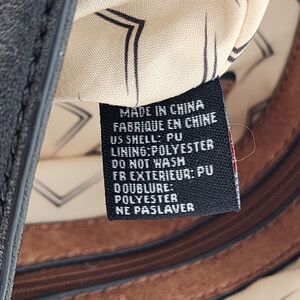 MADE IN CHINA
FABRIQUE EN CHINE
US SHELL: PU
LINING:POLYESTER
DO NOT WASH
FR EXTERIEUR: PU
DOUBLURE:
POLYESTER
NE PASLAVER